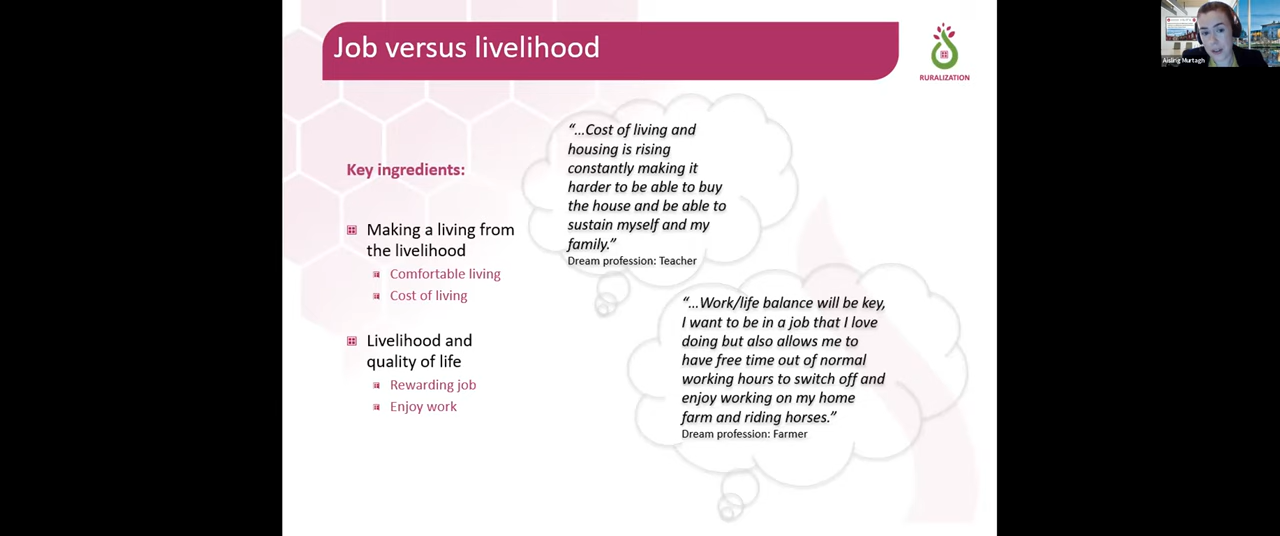 Job versus livelihood
RURALIZATION
Aisling Murtagh
Key ingredients:
Making a living from
the livelihood
Comfortable living
Cost of living
Livelihood and
quality of life
Rewarding job
Enjoy work
“...Cost of living and
housing is rising
constantly making it
harder to be able to buy
the house and be able to
sustain myself and my
family.”
Dream profession: Teacher
“...Work/life balance will be key,
I want to be in a job that I love
doing but also allows me to
have free time out of normal
working hours to switch off and
enjoy working on my home
farm and riding horses.”
Dream profession: Farmer